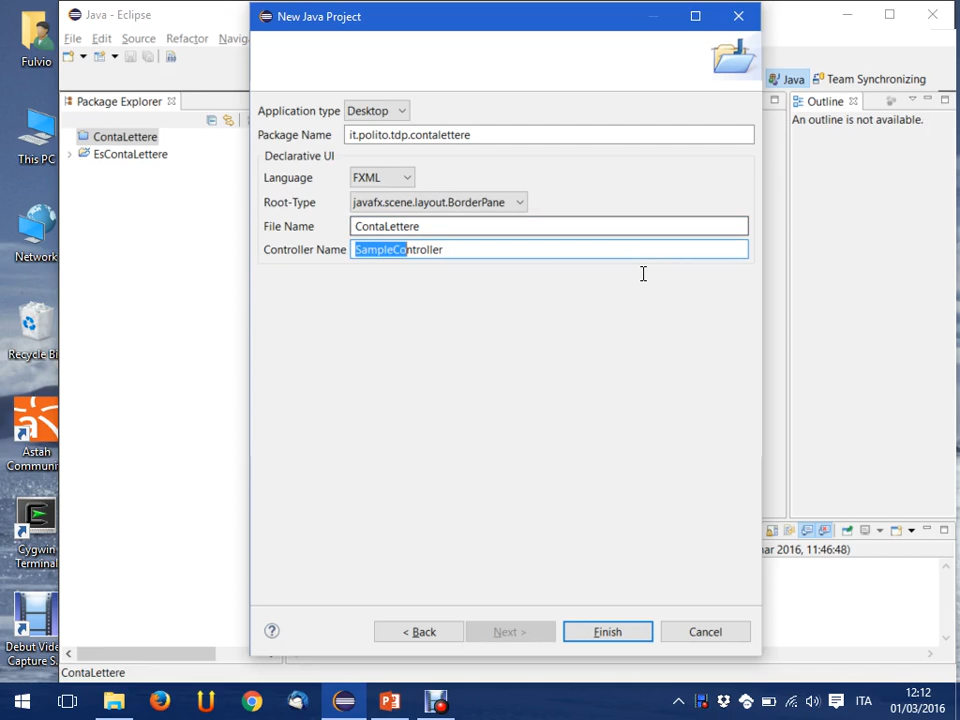 Fulvio
This PC
Network
Recycle Bi
Astah
Communi
Cygwin
Terminal
Debut Vide
Capture S...
Java - Eclipse
File Edit Source Refactor Navig
Package Explorer
ContaLettere
EsContaLettere
ContaLettere
New Java Project
Application type Desktop
Package Name it.polito.tdp.contalettere
Declarative UI
Language FXML
Root-Type javafx.scene.layout.BorderPane
File Name ContaLettere
Controller Name SampleController
? < Back Next > Finish Cancel
Java Team Synchronizing
Outline
An outline is not available.
mar 2016, 11:46:48)
ITA
12:12
01/03/2016